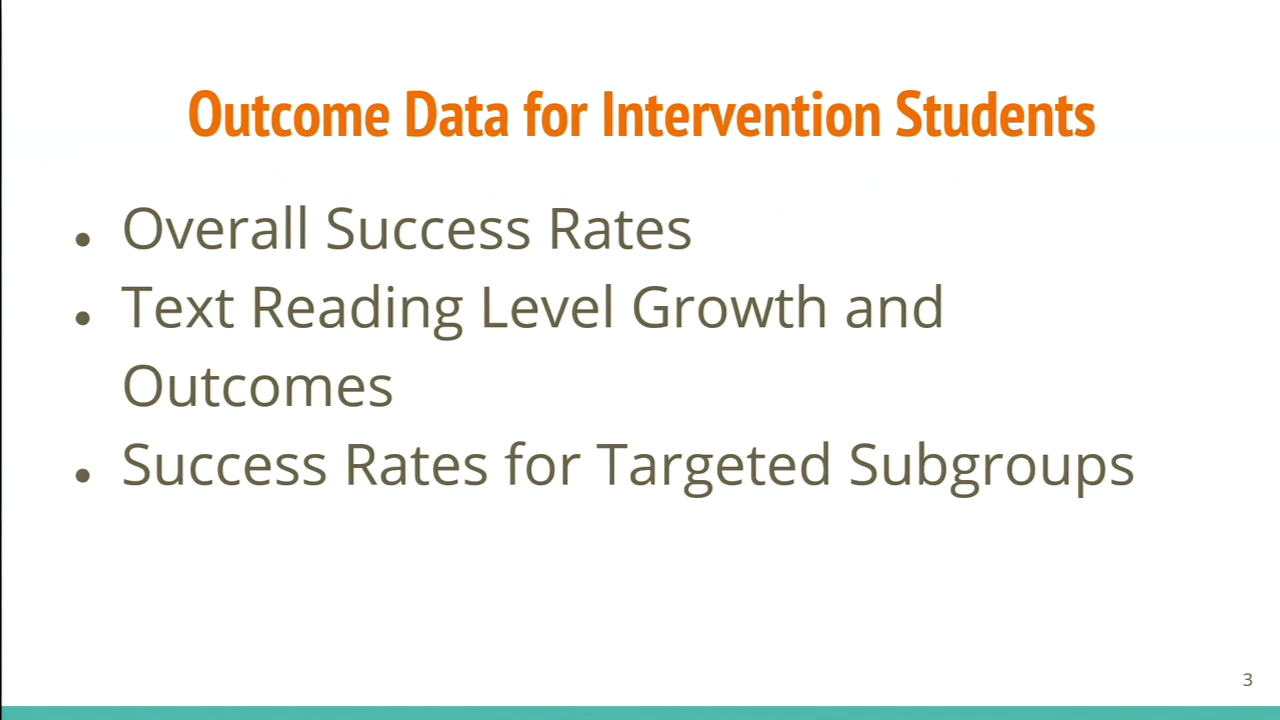 Outcome Data for Intervention Students
• Overall Success Rates
• Text Reading Level Growth and
Outcomes
• Success Rates for Targeted Subgroups
3